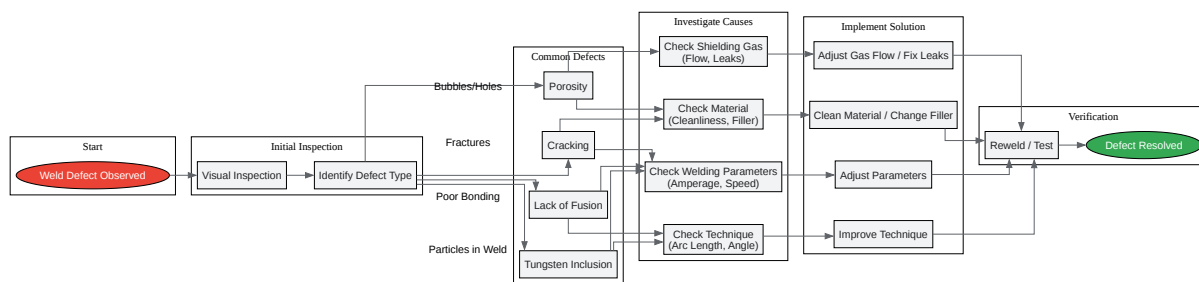 Start
Weld Defect Observed
Initial Inspection
Visual Inspection
Identify Defect Type
Bubbles/Holes
Fractures
Poor Bonding
Particles in Weld
Common Defects
Porosity
Cracking
Lack of Fusion
Tungsten Inclusion
Investigate Causes
Check Shielding Gas
(Flow, Leaks)
Check Material
(Cleanliness, Filler)
Check Welding Parameters
(Amperage, Speed)
Check Technique
(Arc Length, Angle)
Implement Solution
Adjust Gas Flow / Fix Leaks
Clean Material / Change Filler
Adjust Parameters
Improve Technique
Verification
Reweld / Test
Defect Resolved